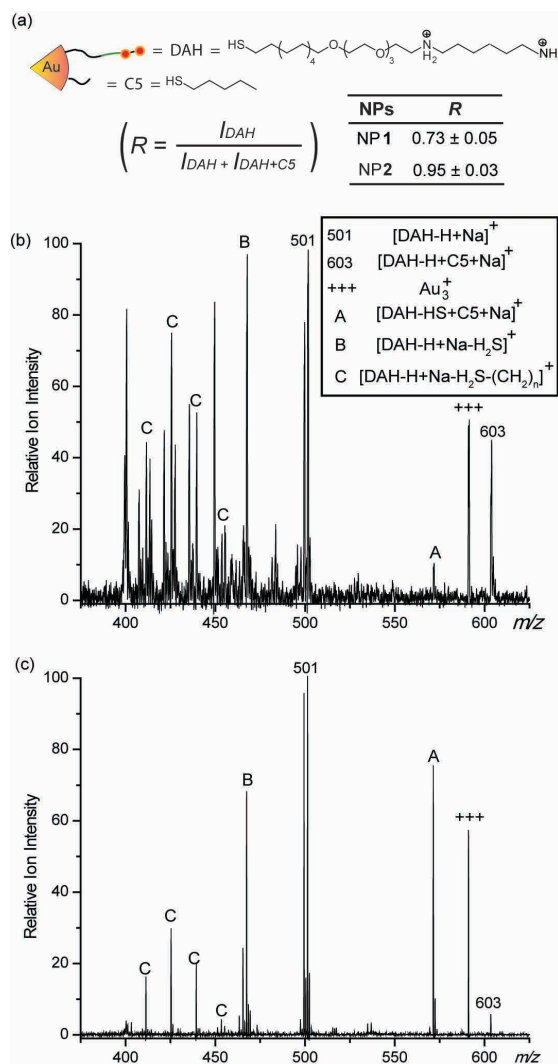 (a)
Au
= DAH = HS O O N H2 NH
4 3
= C5 = HS
(R = I_DAH / I_DAH + I_DAH+C5)
NPs R
NP1 0.73 ± 0.05
NP2 0.95 ± 0.03
(b)
501 [DAH-H+Na]+
603 [DAH-H+C5+Na]+
+++ Au3+
A [DAH-HS+C5+Na]+
B [DAH-H+Na-H2S]+
C [DAH-H+Na-H2S-(CH2)n]+
B 501
C
C C
C
A +++ 603
100
80
60
40
20
0
Relative Ion Intensity
400 450 500 550 600 m/z
(c)
501
A
B
+++
C
C C
C
603
100
80
60
40
20
0
Relative Ion Intensity
400 450 500 550 600 m/z